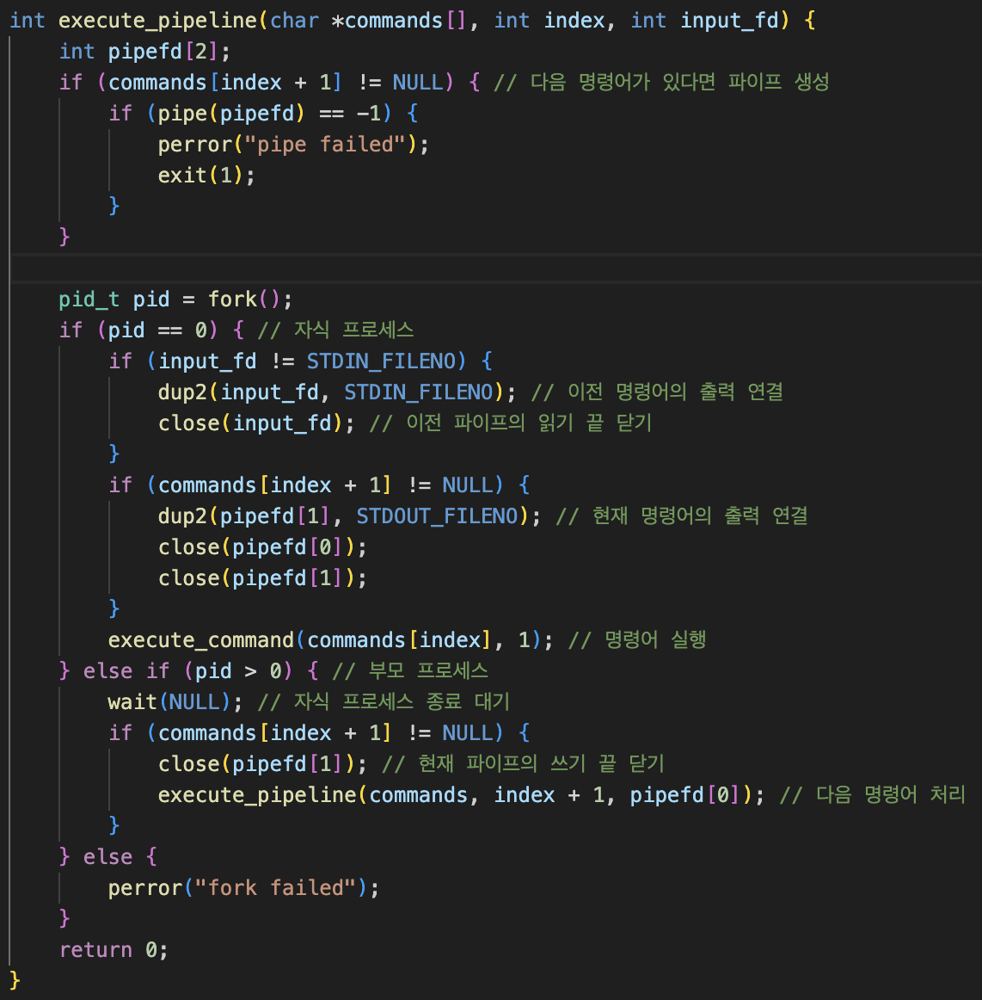 int execute_pipeline(char *commands[], int index, int input_fd) {
    int pipefd[2];
    if (commands[index + 1] != NULL) { // 다음 명령어가 있다면 파이프 생성
        if (pipe(pipefd) == -1) {
            perror("pipe failed");
            exit(1);
        }
    }

    pid_t pid = fork();
    if (pid == 0) { // 자식 프로세스
        if (input_fd != STDIN_FILENO) {
            dup2(input_fd, STDIN_FILENO); // 이전 명령어의 출력 연결
            close(input_fd); // 이전 파이프의 읽기 끝 닫기
        }
        if (commands[index + 1] != NULL) {
            dup2(pipefd[1], STDOUT_FILENO); // 현재 명령어의 출력 연결
            close(pipefd[0]);
            close(pipefd[1]);
        }
        execute_command(commands[index], 1); // 명령어 실행
    } else if (pid > 0) { // 부모 프로세스
        wait(NULL); // 자식 프로세스 종료 대기
        if (commands[index + 1] != NULL) {
            close(pipefd[1]); // 현재 파이프의 쓰기 끝 닫기
            execute_pipeline(commands, index + 1, pipefd[0]); // 다음 명령어 처리
        }
    } else {
        perror("fork failed");
    }
    return 0;
}